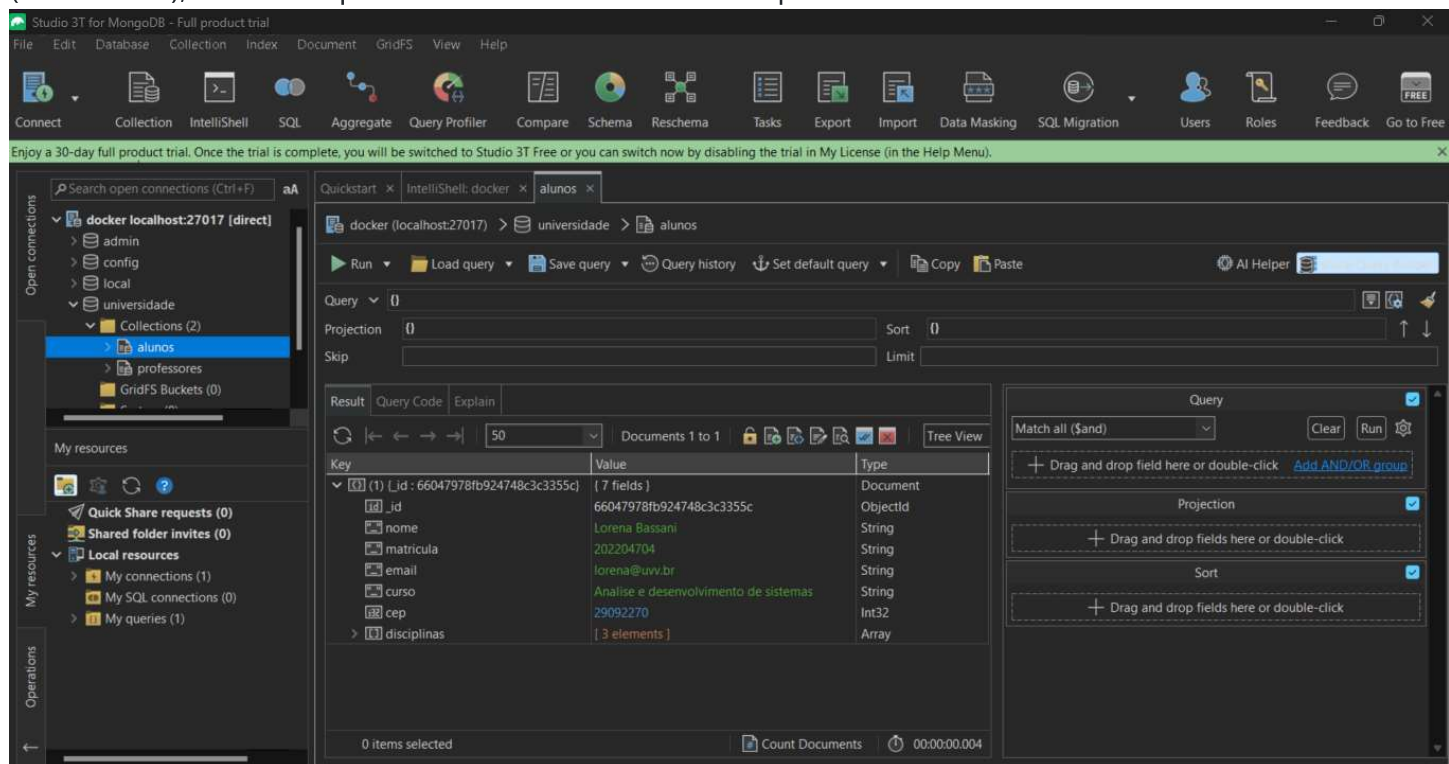 Studio 3T for MongoDB - Full product trial
File Edit Database Collection Index Document GridFS View Help
Connect Collection IntelliShell SQL Aggregate Query Profiler Compare Schema Reschema Tasks Export Import Data Masking SQL Migration Users Roles Feedback Go to Free
FREE
Enjoy a 30-day full product trial. Once the trial is complete, you will be switched to Studio 3T Free or you can switch now by disabling the trial in My License (in the Help Menu).
Open connections
Search open connections (Ctrl+F) aA
docker localhost:27017 [direct]
admin
config
local
universidade
Collections (2)
alunos
professores
GridFS Buckets (0)
My resources
My resources
Quick Share requests (0)
Shared folder invites (0)
Local resources
My connections (1)
My SQL connections (0)
My queries (1)
Operations
Quickstart IntelliShell: docker alunos
docker (localhost:27017) > universidade > alunos
Run Load query Save query Query history Set default query Copy Paste AI Helper
Query {}
Projection {} Sort {}
Skip Limit
Result Query Code Explain
50 Documents 1 to 1 Tree View
Key Value Type
(1) {_id : 66047978fb924748c3c3355c} { 7 fields } Document
_id 66047978fb924748c3c3355c ObjectId
nome Lorena Bassani String
matricula 202204704 String
email lorena@uvv.br String
curso Analise e desenvolvimento de sistemas String
cep 29092270 Int32
disciplinas [ 3 elements ] Array
0 items selected Count Documents 00:00:00.004
Query
Match all ($and) Clear Run
Drag and drop field here or double-click Add AND/OR group
Projection
Drag and drop fields here or double-click
Sort
Drag and drop fields here or double-click